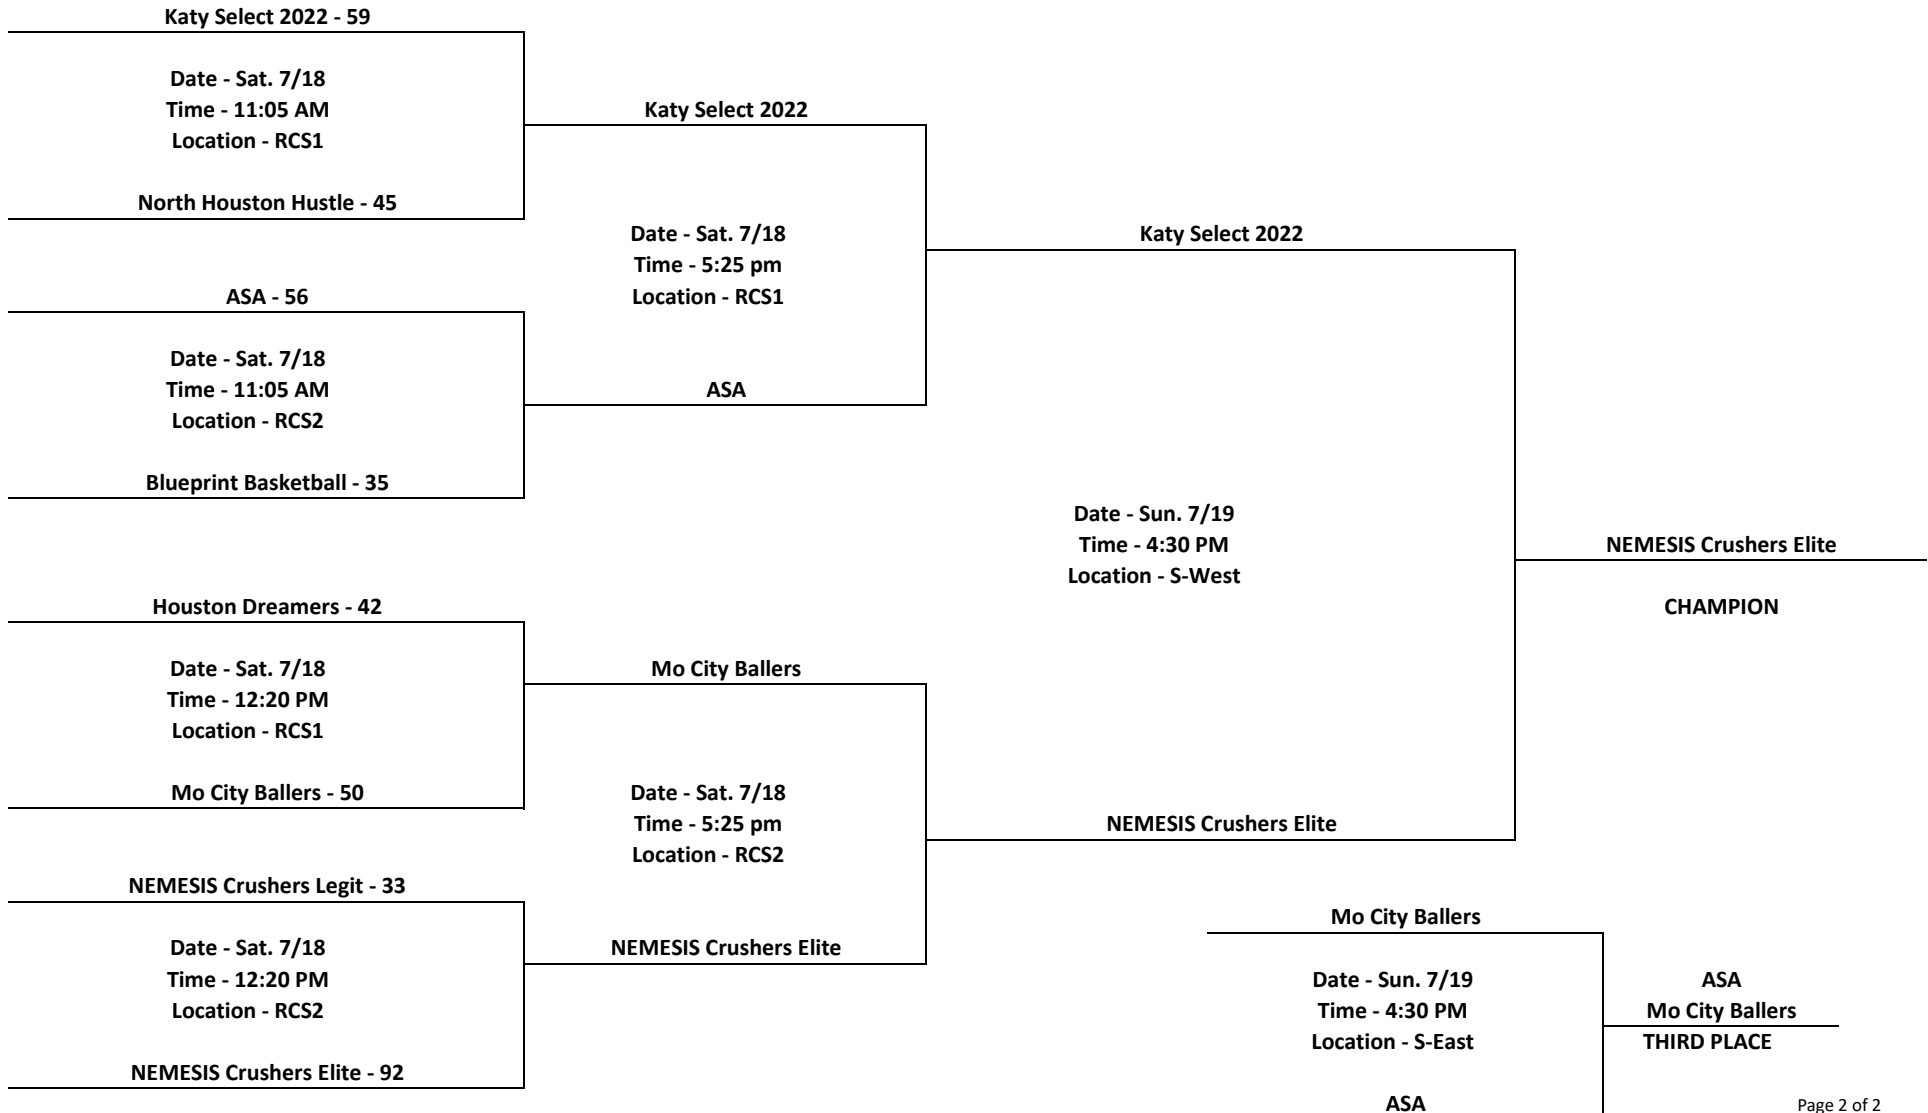 Katy Select 2022 - 59
Date - Sat. 7/18
Time - 11:05 AM
Location - RCS1
North Houston Hustle - 45
ASA - 56
Date - Sat. 7/18
Time - 11:05 AM
Location - RCS2
Blueprint Basketball - 35
Houston Dreamers - 42
Date - Sat. 7/18
Time - 12:20 PM
Location - RCS1
Mo City Ballers - 50
NEMESIS Crushers Legit - 33
Date - Sat. 7/18
Time - 12:20 PM
Location - RCS2
NEMESIS Crushers Elite - 92
Katy Select 2022
Date - Sat. 7/18
Time - 5:25 pm
Location - RCS1
ASA
Mo City Ballers
Date - Sat. 7/18
Time - 5:25 pm
Location - RCS2
NEMESIS Crushers Elite
Katy Select 2022
Date - Sun. 7/19
Time - 4:30 PM
Location - S-West
NEMESIS Crushers Elite
NEMESIS Crushers Elite
CHAMPION
Mo City Ballers
Date - Sun. 7/19
Time - 4:30 PM
Location - S-East
ASA
ASA
Mo City Ballers
THIRD PLACE
Page 2 of 2